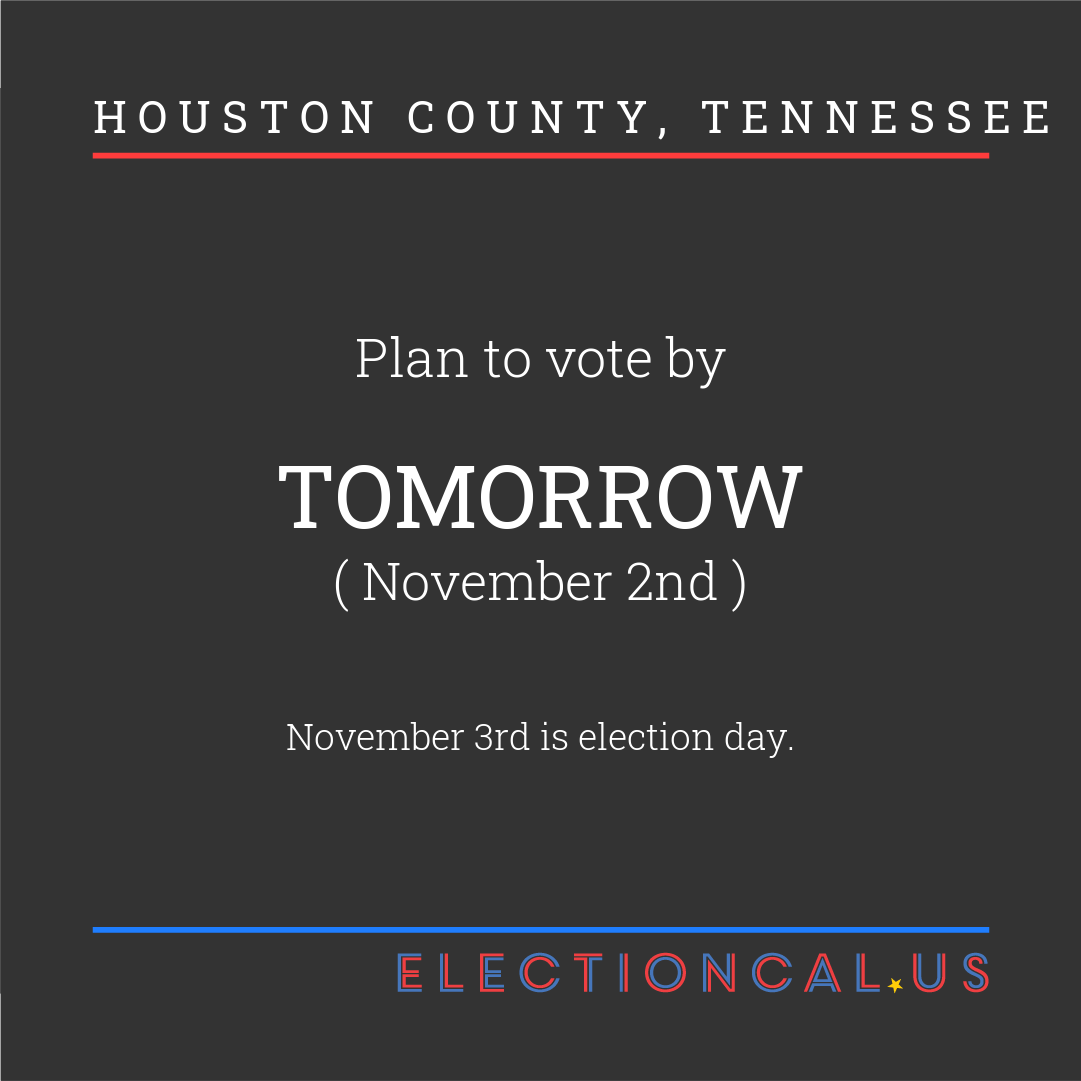 HOUSTON COUNTY, TENNESSEE
Plan to vote by
TOMORROW
( November 2nd )
November 3rd is election day.
ELECTIONCAL.US